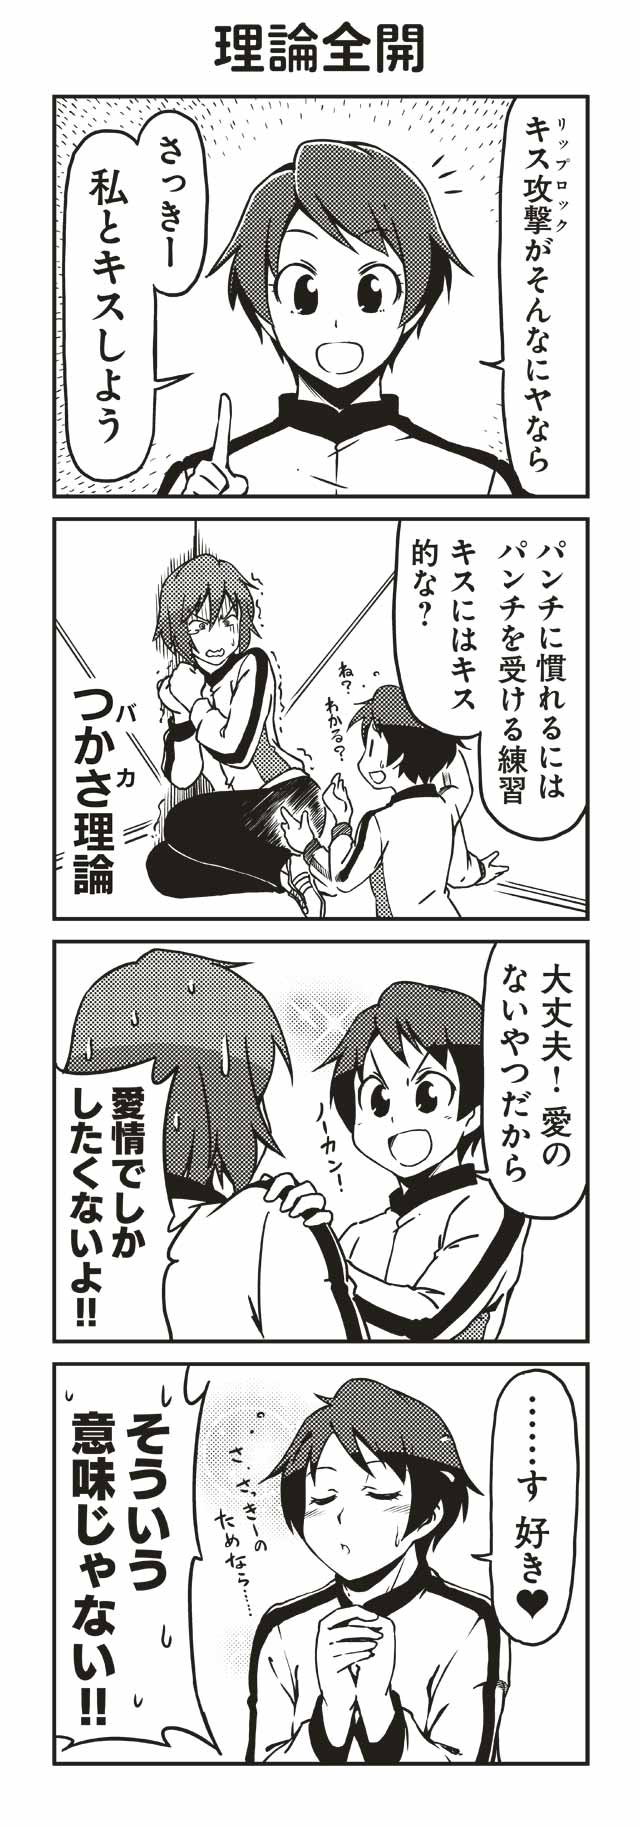 理論全開
キス攻撃がそんなにヤなら
リップロック
さっきー
私とキスしよう
パンチに慣れるには
パンチを受ける練習
キスにはキス
的な?
ね?
わかる?
つかさ理論
バカ
大丈夫!愛の
ないやつだから
ノーカン!
愛情でしか
したくないよ!!
……す 好き♥
さ、さっきーの
ためなら……
そういう
意味じゃない!!